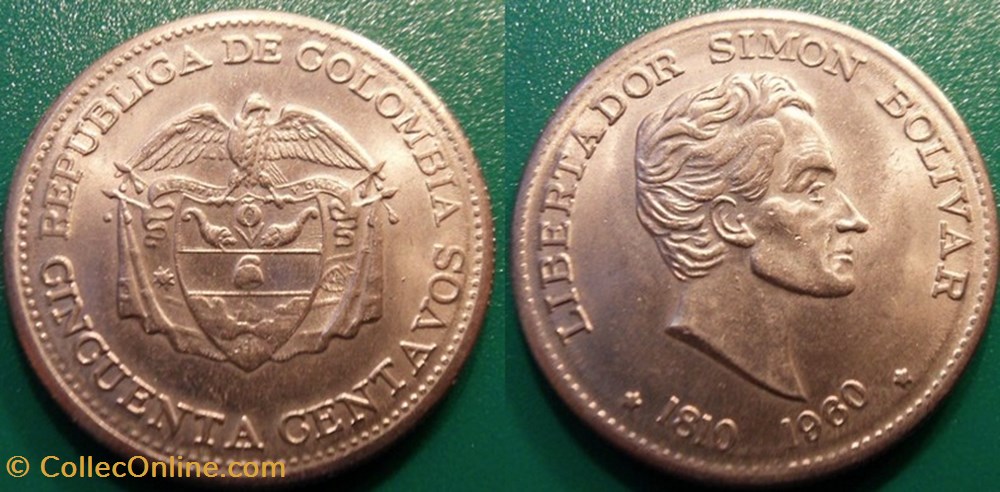 REPUBLICA DE COLOMBIA
CINCUENTA CENTAVOS
LIBERTADOR SIMON BOLIVAR
1810 1960
© CollecOnline.com